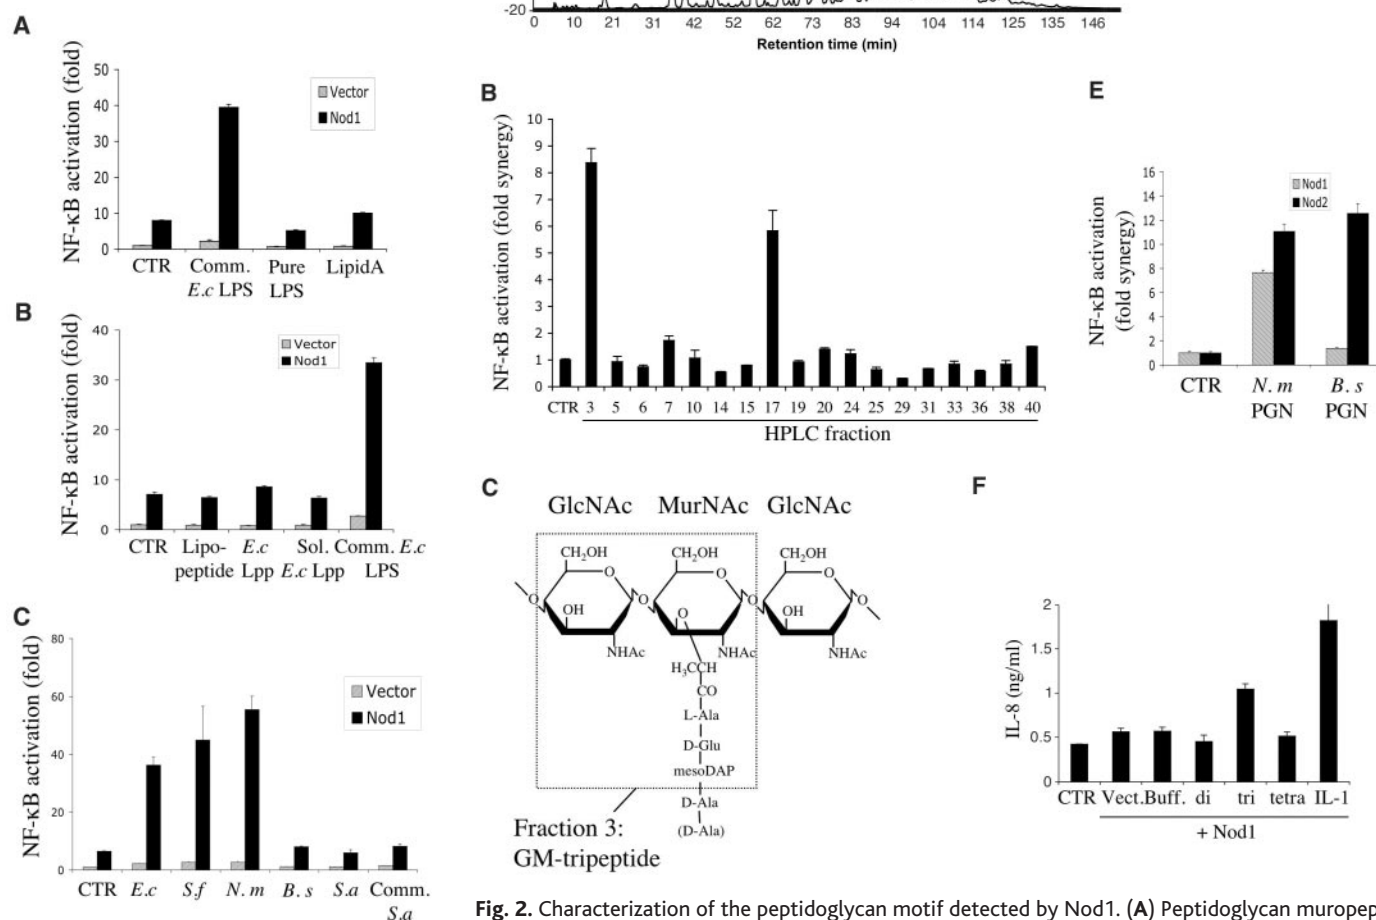 A
NF-κB activation (fold)
50
40
30
20
10
0
Vector
Nod1
CTR Comm. Pure LipidA
E.c LPS LPS
B
NF-κB activation (fold)
40
30
20
10
0
Vector
Nod1
CTR Lipo- E.c Sol. Comm. E.c
peptide Lpp E.c Lpp LPS
C
NF-κB activation (fold)
80
60
40
20
0
Vector
Nod1
CTR E.c S.f N. m B. s S.a Comm.
S.a
-20
0 10 21 31 42 52 62 73 83 94 104 114 125 135 146
Retention time (min)
B
NF-κB activation (fold synergy)
10
9
8
7
6
5
4
3
2
1
0
CTR 3 5 6 7 10 14 15 17 19 20 24 25 29 31 33 36 38 40
HPLC fraction
C
GlcNAc MurNAc GlcNAc
CH2OH CH2OH CH2OH
O O O
O O O O
OH O OH
NHAc NHAc NHAc
H3CCH
CO
L-Ala
D-Glu
mesoDAP
D-Ala
(D-Ala)
Fraction 3:
GM-tripeptide
E
NF-κB activation
(fold synergy)
16
14
12
10
8
6
4
2
0
Nod1
Nod2
CTR N. m B. s
PGN PGN
F
IL-8 (ng/ml)
2
1.5
1
0.5
0
CTR Vect. Buff. di tri tetra IL-1
+ Nod1
Fig. 2. Characterization of the peptidoglycan motif detected by Nod1. (A) Peptidoglycan muropep